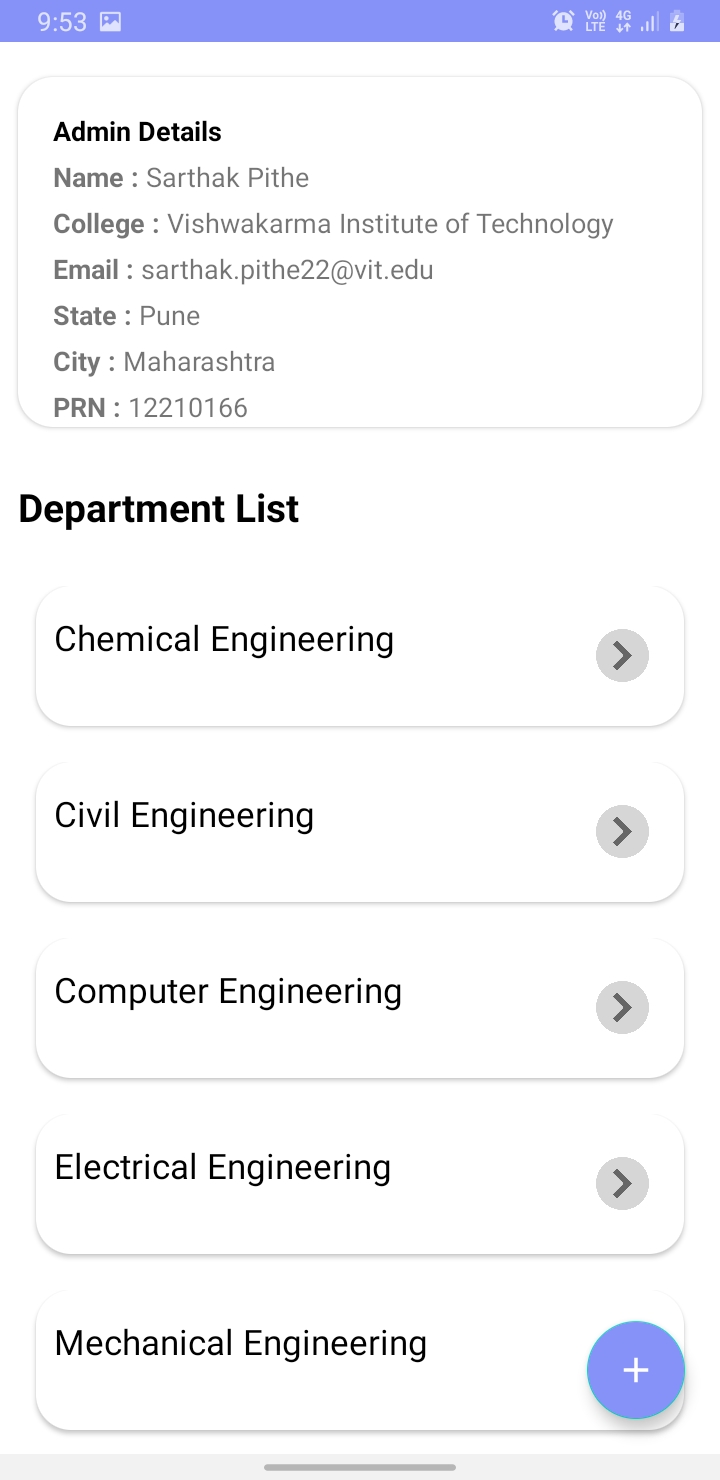 9:53
Vo)) 4G
LTE
Admin Details
Name : Sarthak Pithe
College : Vishwakarma Institute of Technology
Email : sarthak.pithe22@vit.edu
State : Pune
City : Maharashtra
PRN : 12210166
Department List
Chemical Engineering
Civil Engineering
Computer Engineering
Electrical Engineering
Mechanical Engineering
+